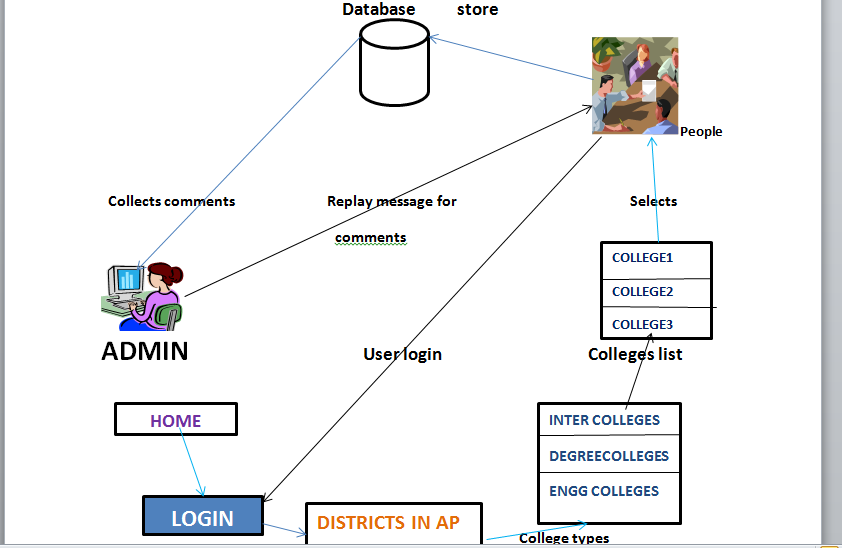 Database store
People
Collects comments
Replay message for
comments
Selects
COLLEGE1
COLLEGE2
COLLEGE3
ADMIN
User login
Colleges list
HOME
INTER COLLEGES
DEGREECOLLEGES
ENGG COLLEGES
LOGIN
DISTRICTS IN AP
College types